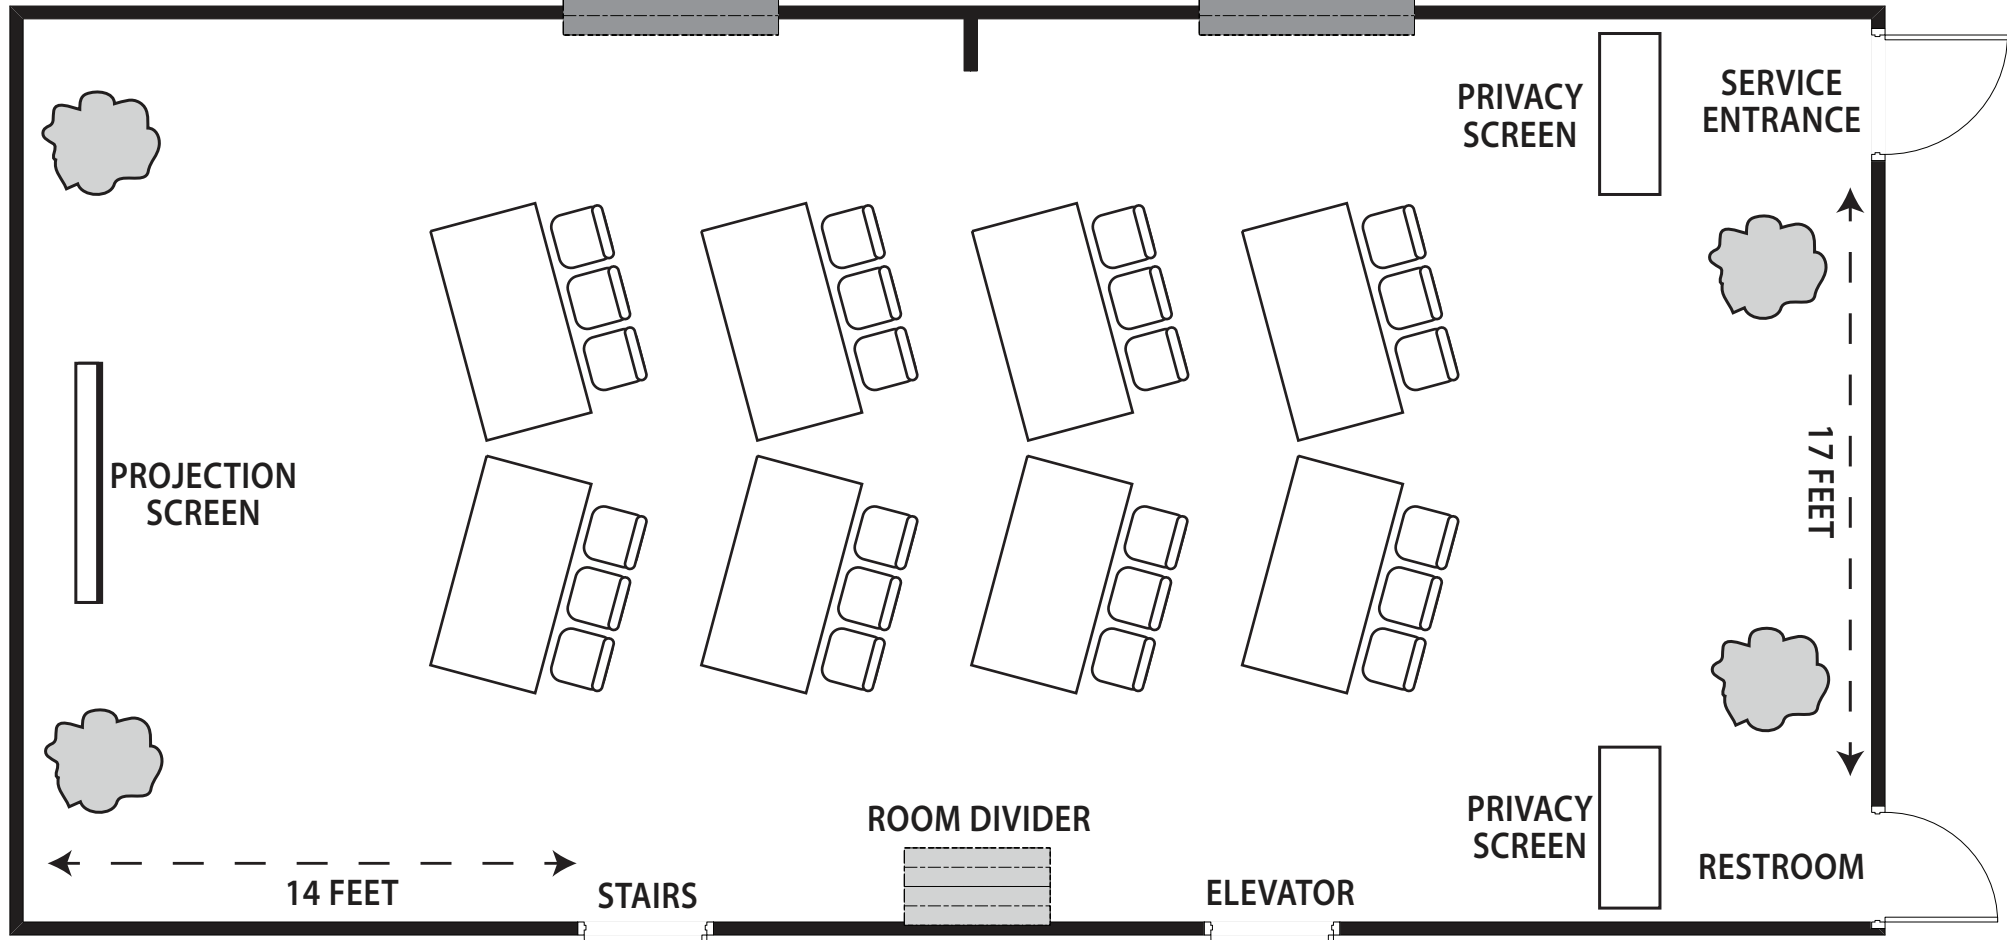 PRIVACY
SCREEN
SERVICE
ENTRANCE
PROJECTION
SCREEN
17 FEET
ROOM DIVIDER
PRIVACY
SCREEN
RESTROOM
14 FEET
STAIRS
ELEVATOR